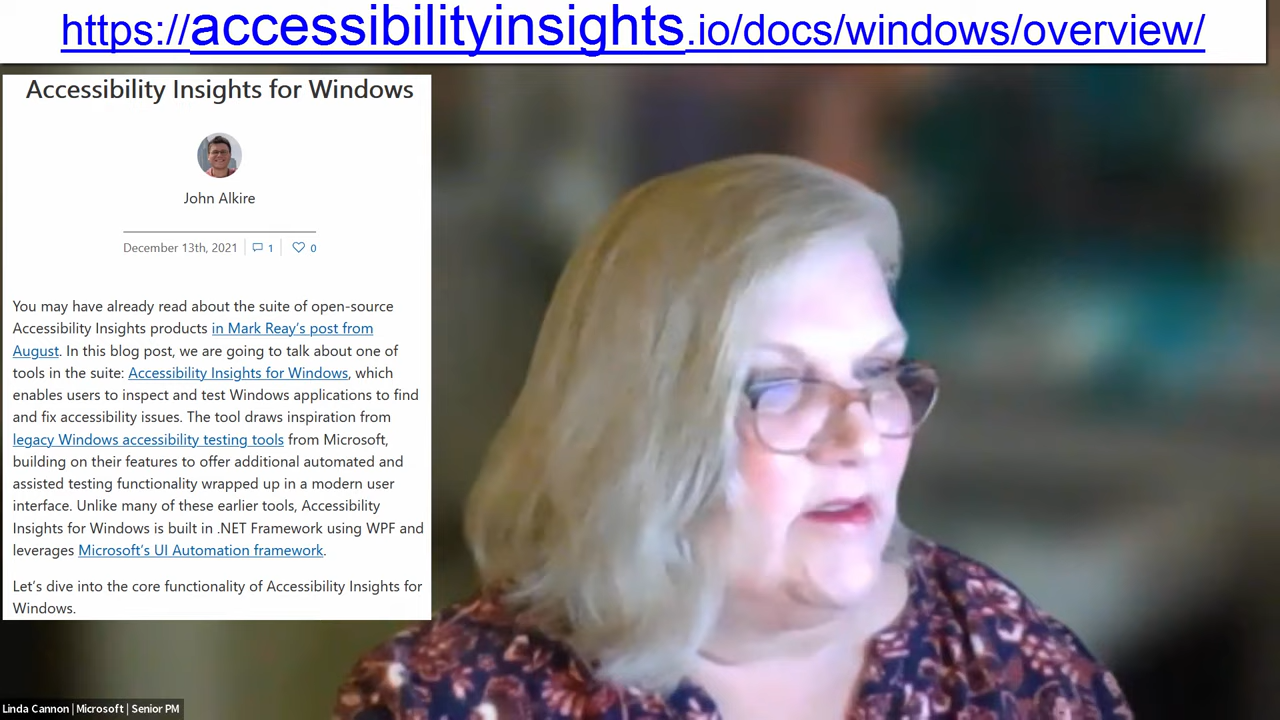 https://accessibilityinsights.io/docs/windows/overview/
Accessibility Insights for Windows
John Alkire
December 13th, 2021
1
0
You may have already read about the suite of open-source
Accessibility Insights products in Mark Reay's post from
August. In this blog post, we are going to talk about one of
tools in the suite: Accessibility Insights for Windows, which
enables users to inspect and test Windows applications to find
and fix accessibility issues. The tool draws inspiration from
legacy Windows accessibility testing tools from Microsoft,
building on their features to offer additional automated and
assisted testing functionality wrapped up in a modern user
interface. Unlike many of these earlier tools, Accessibility
Insights for Windows is built in .NET Framework using WPF and
leverages Microsoft's UI Automation framework.
Let's dive into the core functionality of Accessibility Insights for
Windows.
Linda Cannon | Microsoft | Senior PM